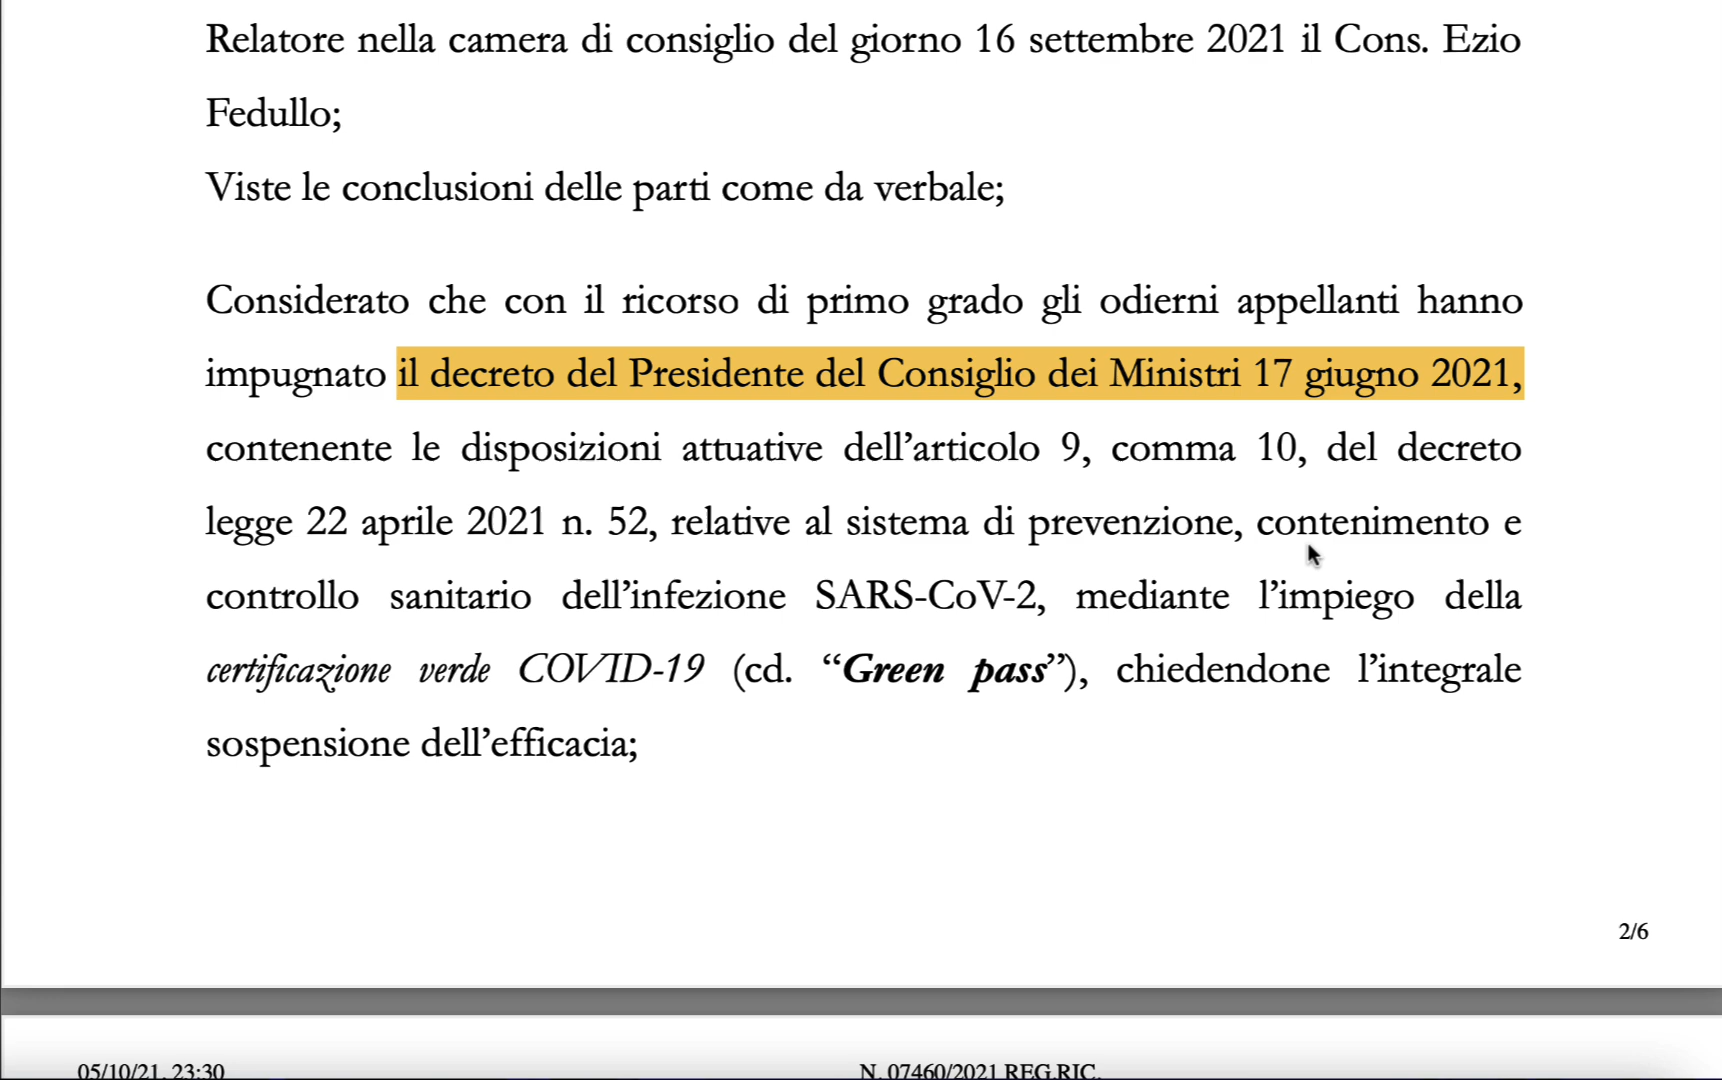 Relatore nella camera di consiglio del giorno 16 settembre 2021 il Cons. Ezio
Fedullo;
Viste le conclusioni delle parti come da verbale;
Considerato che con il ricorso di primo grado gli odierni appellanti hanno
impugnato il decreto del Presidente del Consiglio dei Ministri 17 giugno 2021,
contenente le disposizioni attuative dell’articolo 9, comma 10, del decreto
legge 22 aprile 2021 n. 52, relative al sistema di prevenzione, contenimento e
controllo sanitario dell’infezione SARS-CoV-2, mediante l’impiego della
certificazione verde COVID-19 (cd. “Green pass”), chiedendone l’integrale
sospensione dell’efficacia;
2/6
05/10/21, 23:30
N. 07460/2021 REG.RIC.